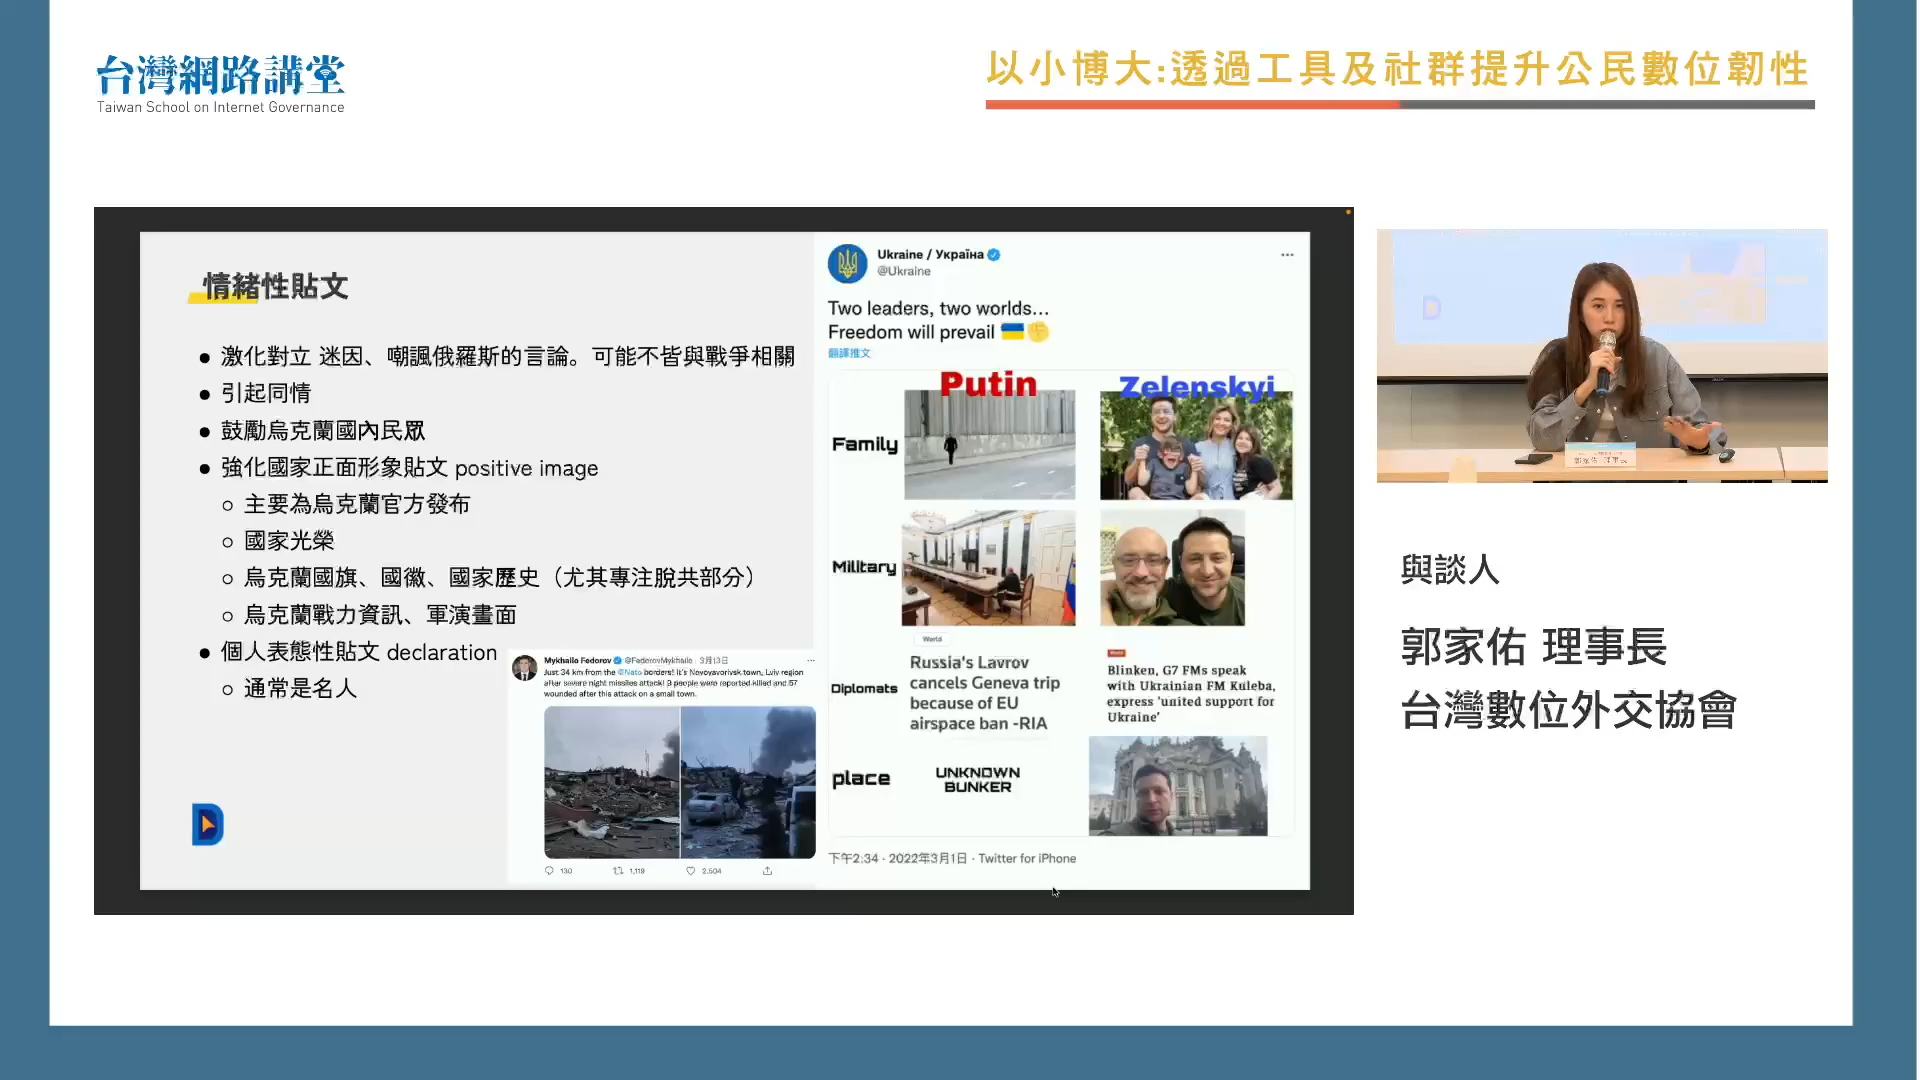 台灣網路講堂
Taiwan School on Internet Governance
以小博大:透過工具及社群提升公民數位韌性
情緒性貼文
● 激化對立 迷因、嘲諷俄羅斯的言論。可能不皆與戰爭相關
● 引起同情
● 鼓勵烏克蘭國內民眾
● 強化國家正面形象貼文 positive image
○ 主要為烏克蘭官方發布
○ 國家光榮
○ 烏克蘭國旗、國徽、國家歷史（尤其專注脫共部分）
○ 烏克蘭戰力資訊、軍演畫面
● 個人表態性貼文 declaration
○ 通常是名人
Mykhailo Fedorov @FedorovMykhailo · 3月13日
Just 34 km from the @Nato borders! It's Novoyavorivsk town, Lviv region
after severe night missiles attack! 9 people were reported killed and 57
wounded after this attack on a small town.
130 1,119 2,504
Ukraine / Україна
@Ukraine
Two leaders, two worlds...
Freedom will prevail 🇺🇦✊
翻譯推文
Putin Zelenskyi
Family
Military
Diplomats
World
Russia's Lavrov
cancels Geneva trip
because of EU
airspace ban -RIA
World
Blinken, G7 FMs speak
with Ukrainian FM Kuleba,
express 'united support for
Ukraine'
place
UNKNOWN
BUNKER
下午2:34 · 2022年3月1日 · Twitter for iPhone
郭家佑 理事長
與談人
郭家佑 理事長
台灣數位外交協會